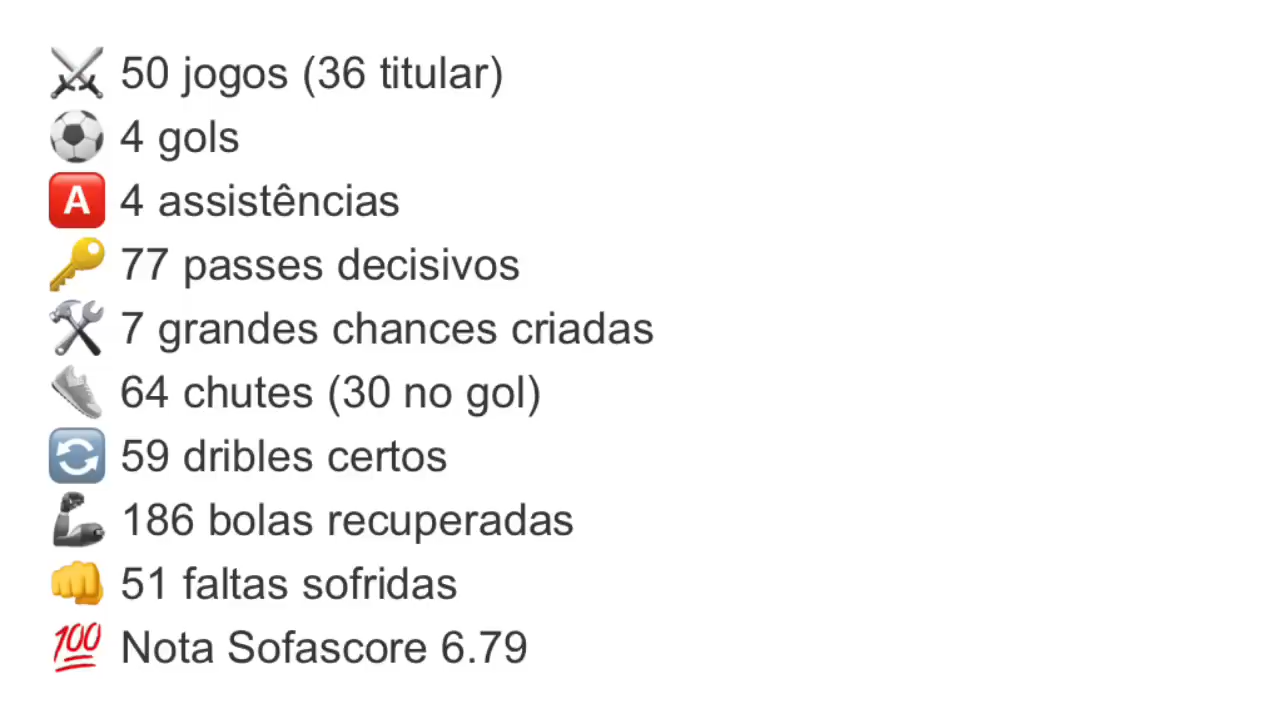 ⚔️ 50 jogos (36 titular)
⚽ 4 gols
🅰️ 4 assistências
🔑 77 passes decisivos
🛠️ 7 grandes chances criadas
👟 64 chutes (30 no gol)
🔄 59 dribles certos
🦾 186 bolas recuperadas
👊 51 faltas sofridas
💯 Nota Sofascore 6.79